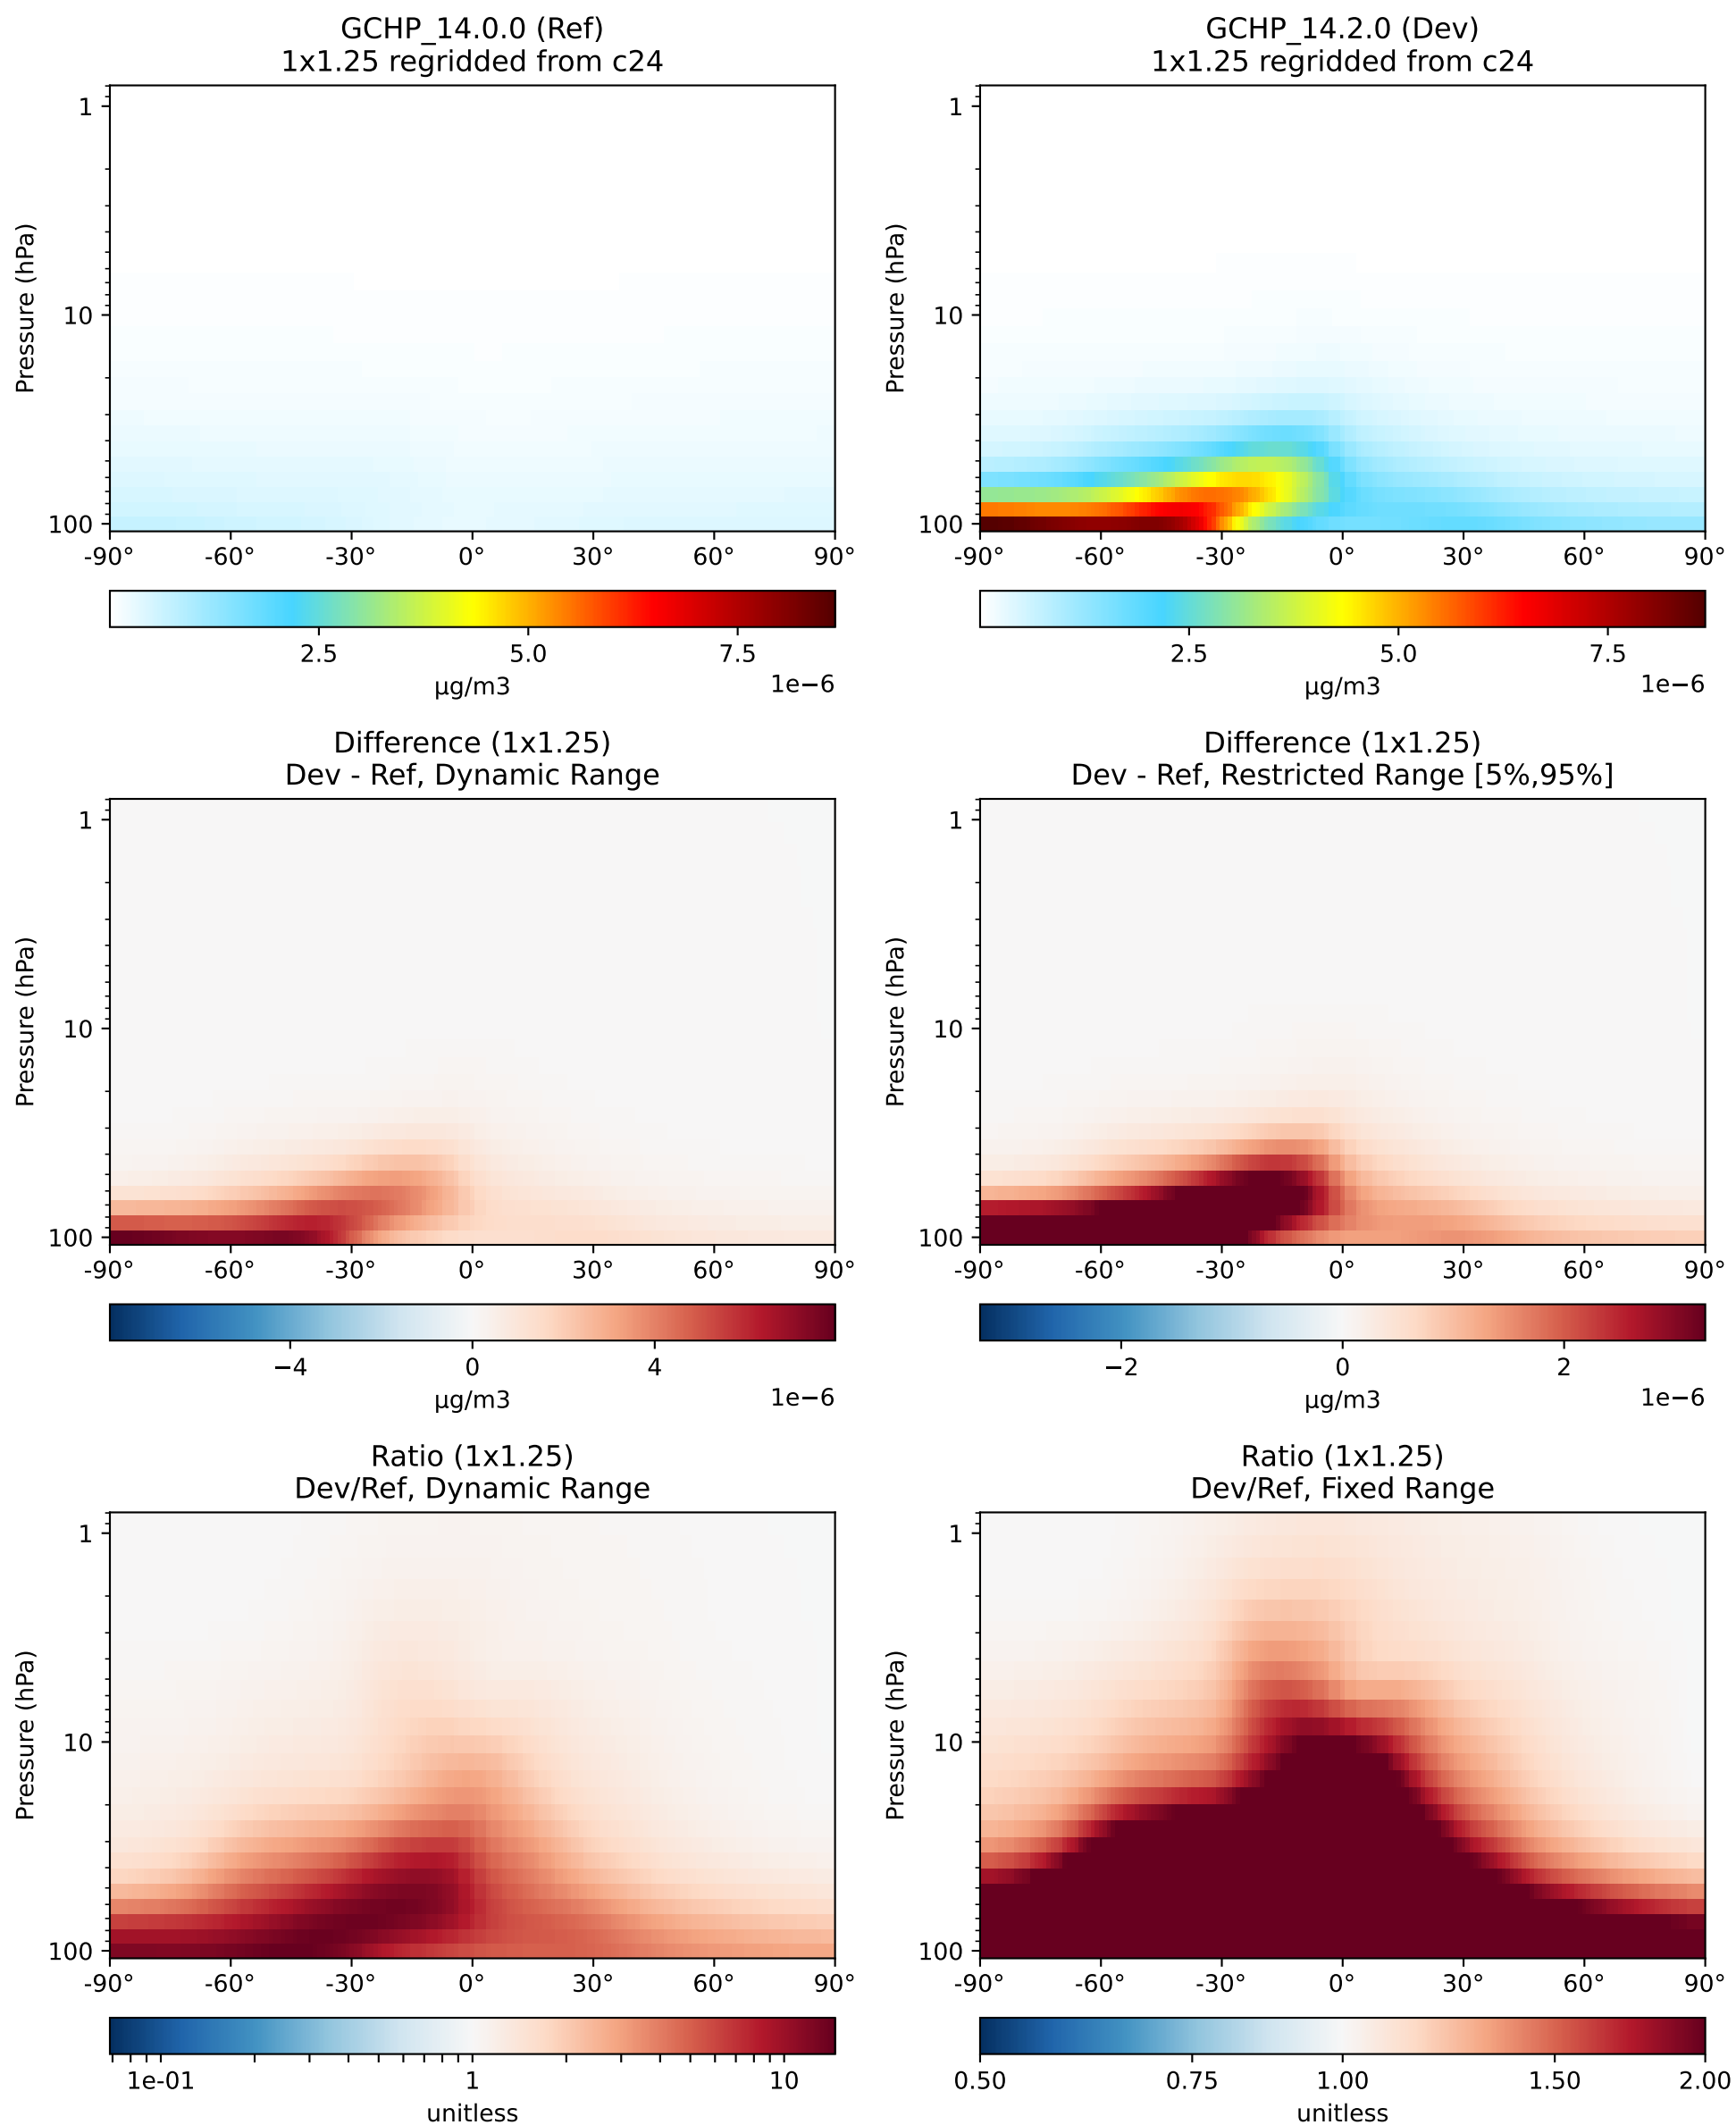 GCHP_14.0.0 (Ref)
1x1.25 regridded from c24
Pressure (hPa)
1
10
100
-90° -60° -30° 0° 30° 60° 90°
2.5 5.0 7.5
µg/m3 1e−6
GCHP_14.2.0 (Dev)
1x1.25 regridded from c24
Pressure (hPa)
1
10
100
-90° -60° -30° 0° 30° 60° 90°
2.5 5.0 7.5
µg/m3 1e−6
Difference (1x1.25)
Dev - Ref, Dynamic Range
Pressure (hPa)
1
10
100
-90° -60° -30° 0° 30° 60° 90°
−4 0 4
µg/m3 1e−6
Difference (1x1.25)
Dev - Ref, Restricted Range [5%,95%]
Pressure (hPa)
1
10
100
-90° -60° -30° 0° 30° 60° 90°
−2 0 2
µg/m3 1e−6
Ratio (1x1.25)
Dev/Ref, Dynamic Range
Pressure (hPa)
1
10
100
-90° -60° -30° 0° 30° 60° 90°
1e-01 1 10
unitless
Ratio (1x1.25)
Dev/Ref, Fixed Range
Pressure (hPa)
1
10
100
-90° -60° -30° 0° 30° 60° 90°
0.50 0.75 1.00 1.50 2.00
unitless